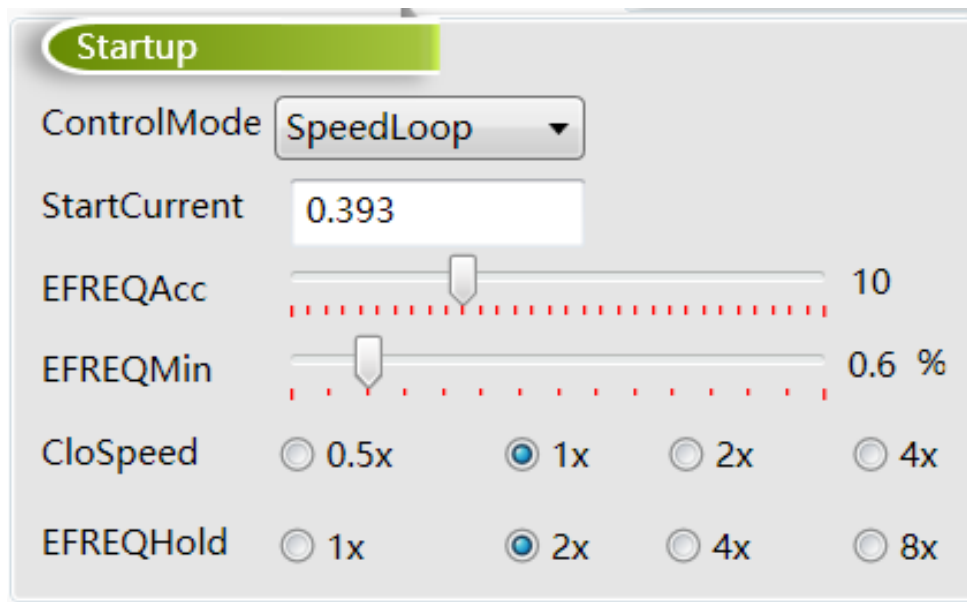 Startup
ControlMode SpeedLoop
StartCurrent 0.393
EFREQAcc 10
EFREQMin 0.6 %
CloSpeed 0.5x 1x 2x 4x
EFREQHold 1x 2x 4x 8x